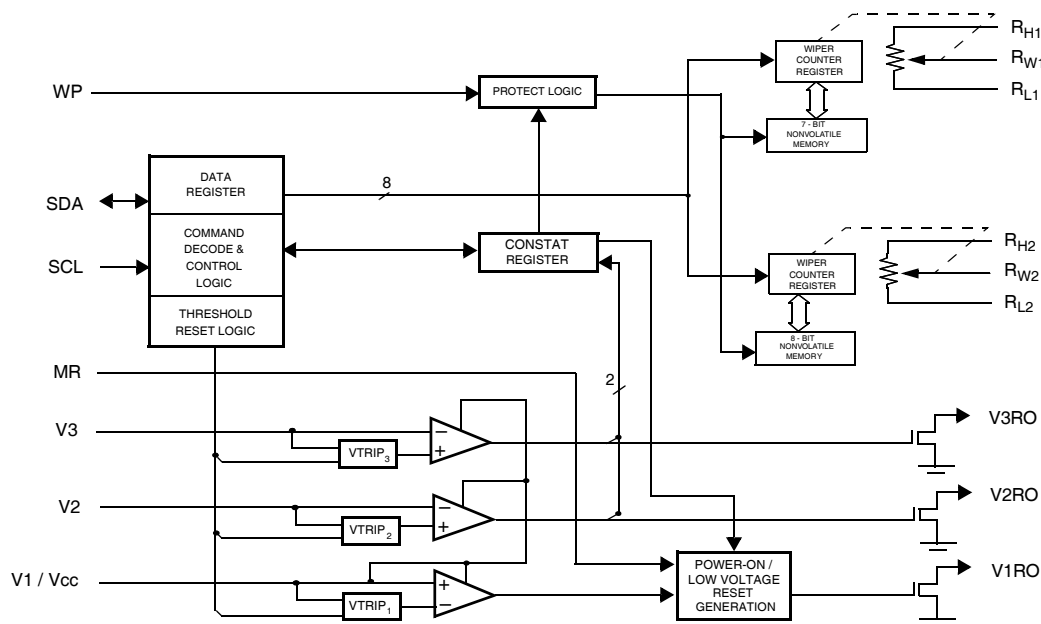 WP
SDA
SCL
MR
V3
V2
V1 / Vcc
DATA
REGISTER
COMMAND
DECODE &
CONTROL
LOGIC
THRESHOLD
RESET LOGIC
8
PROTECT LOGIC
CONSTAT
REGISTER
2
VTRIP3
VTRIP2
VTRIP1
−
+
−
+
+
−
POWER-ON /
LOW VOLTAGE
RESET
GENERATION
WIPER
COUNTER
REGISTER
7 - BIT
NONVOLATILE
MEMORY
RH1
RW1
RL1
WIPER
COUNTER
REGISTER
8 - BIT
NONVOLATILE
MEMORY
RH2
RW2
RL2
V3RO
V2RO
V1RO